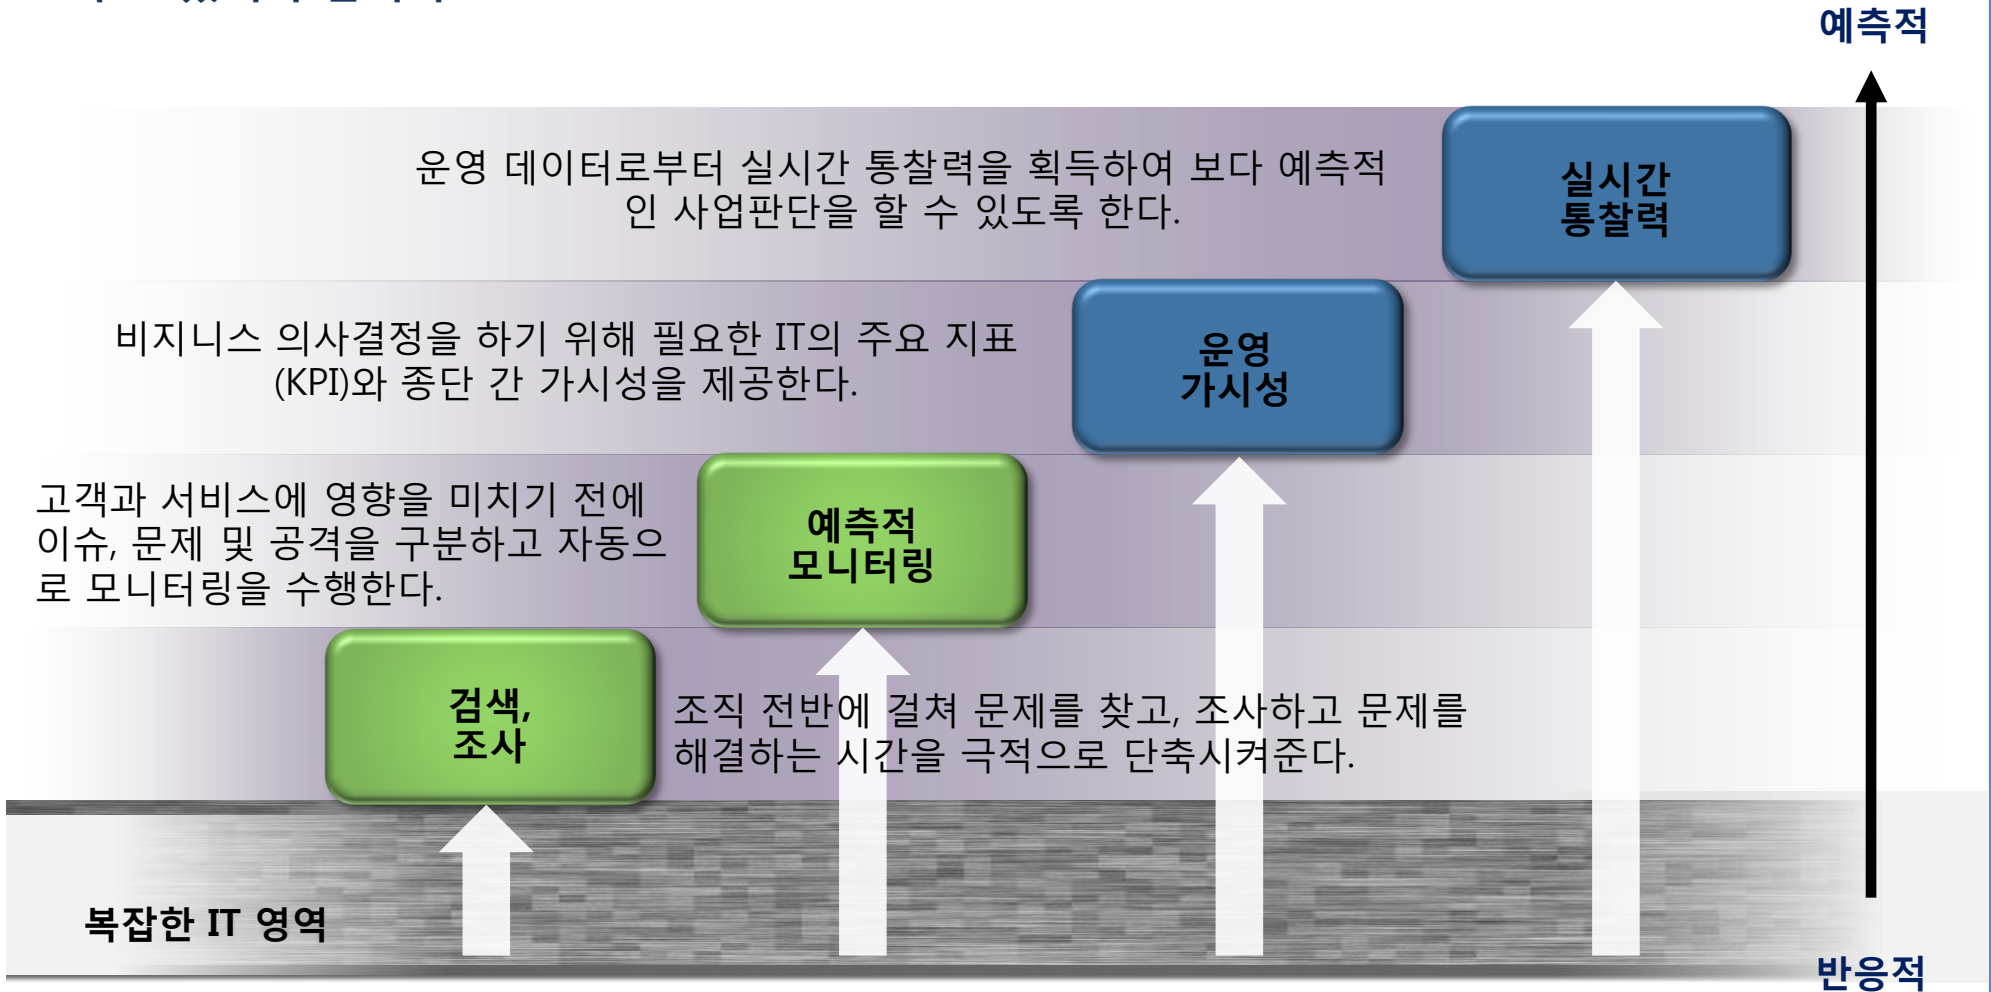 예측적
운영 데이터로부터 실시간 통찰력을 획득하여 보다 예측적
인 사업판단을 할 수 있도록 한다.
실시간
통찰력
비지니스 의사결정을 하기 위해 필요한 IT의 주요 지표
(KPI)와 종단 간 가시성을 제공한다.
운영
가시성
고객과 서비스에 영향을 미치기 전에
이슈, 문제 및 공격을 구분하고 자동으
로 모니터링을 수행한다.
예측적
모니터링
검색,
조사
조직 전반에 걸쳐 문제를 찾고, 조사하고 문제를
해결하는 시간을 극적으로 단축시켜준다.
복잡한 IT 영역
반응적